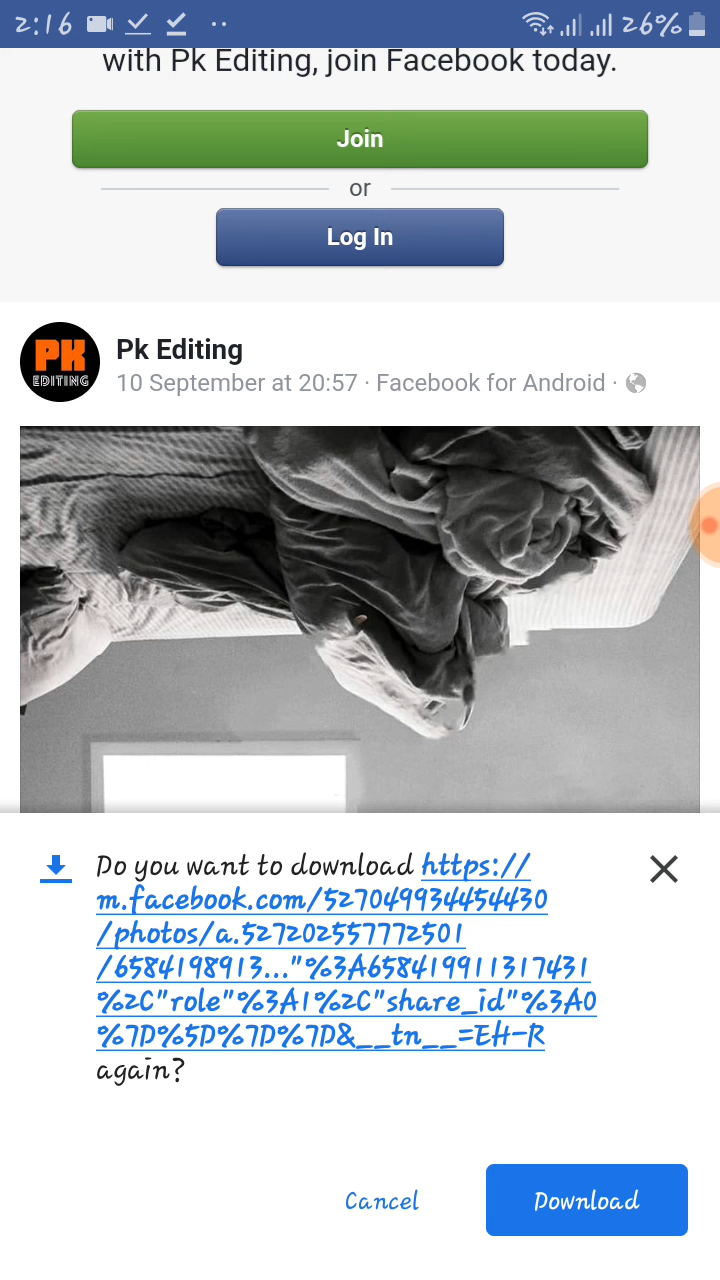 2:16
26%
with Pk Editing, join Facebook today.
Join
or
Log In
PK
EDITING
Pk Editing
10 September at 20:57 · Facebook for Android ·
Do you want to download https://
m.facebook.com/527049934454430
/photos/a.527202557772501
/6584198913..."%3A658419911317431
%2C"role"%3A1%2C"share_id"%3A0
%7D%5D%7D%7D&__tn__=EH-R
again?
Cancel
Download